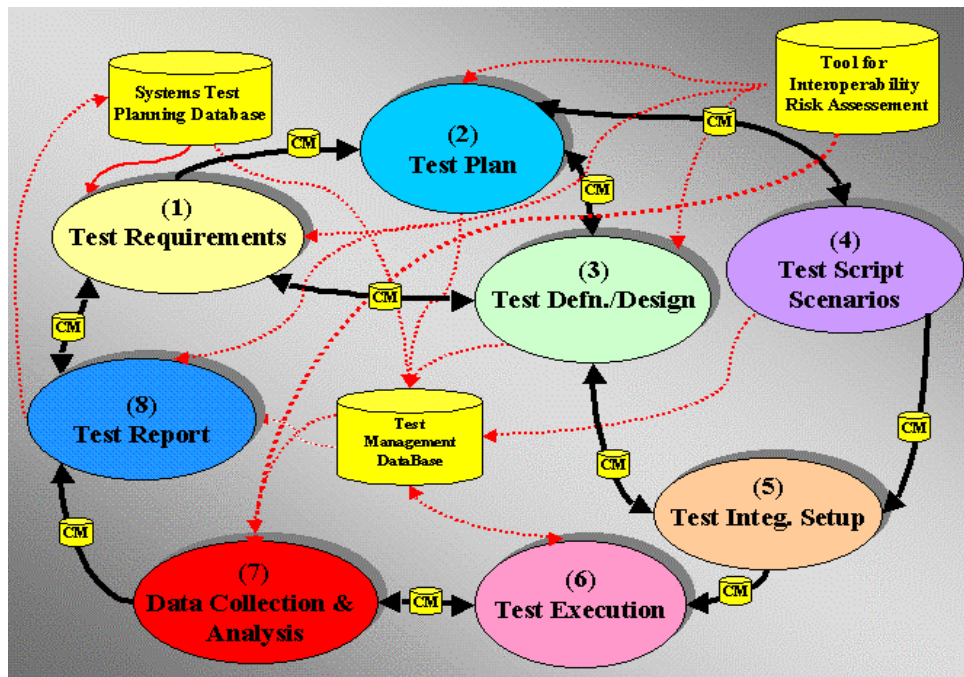 Systems Test
Planning Database
Tool for
Interoperability
Risk Assessement
CM
CM
(2)
Test Plan
CM
(1)
Test Requirements
(4)
Test Script
Scenarios
(3)
Test Defn./Design
CM
CM
(8)
Test Report
Test
Management
DataBase
CM
CM
(5)
Test Integ. Setup
CM
(7)
Data Collection &
Analysis
CM
(6)
Test Execution
CM